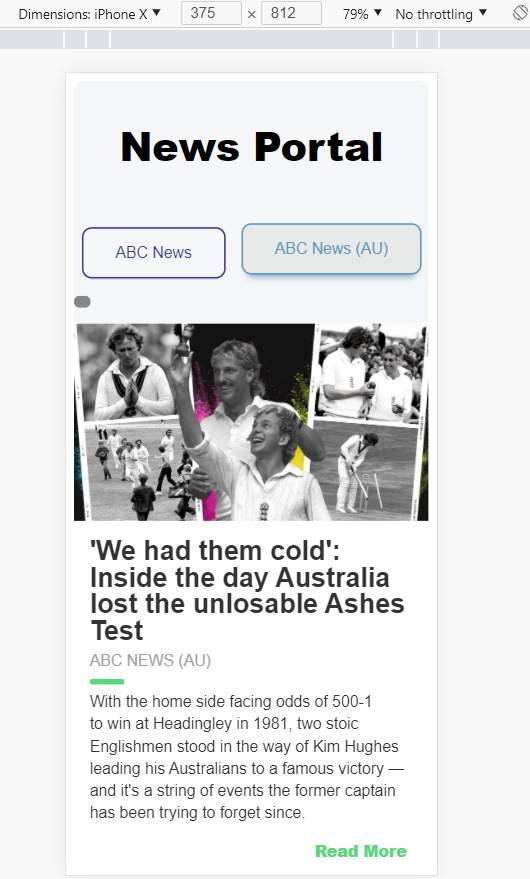 Dimensions: iPhone X ▼ 375 × 812 79% ▼ No throttling ▼
News Portal
ABC News ABC News (AU)
'We had them cold':
Inside the day Australia
lost the unlosable Ashes
Test
ABC NEWS (AU)
With the home side facing odds of 500-1
to win at Headingley in 1981, two stoic
Englishmen stood in the way of Kim Hughes
leading his Australians to a famous victory —
and it's a string of events the former captain
has been trying to forget since.
Read More